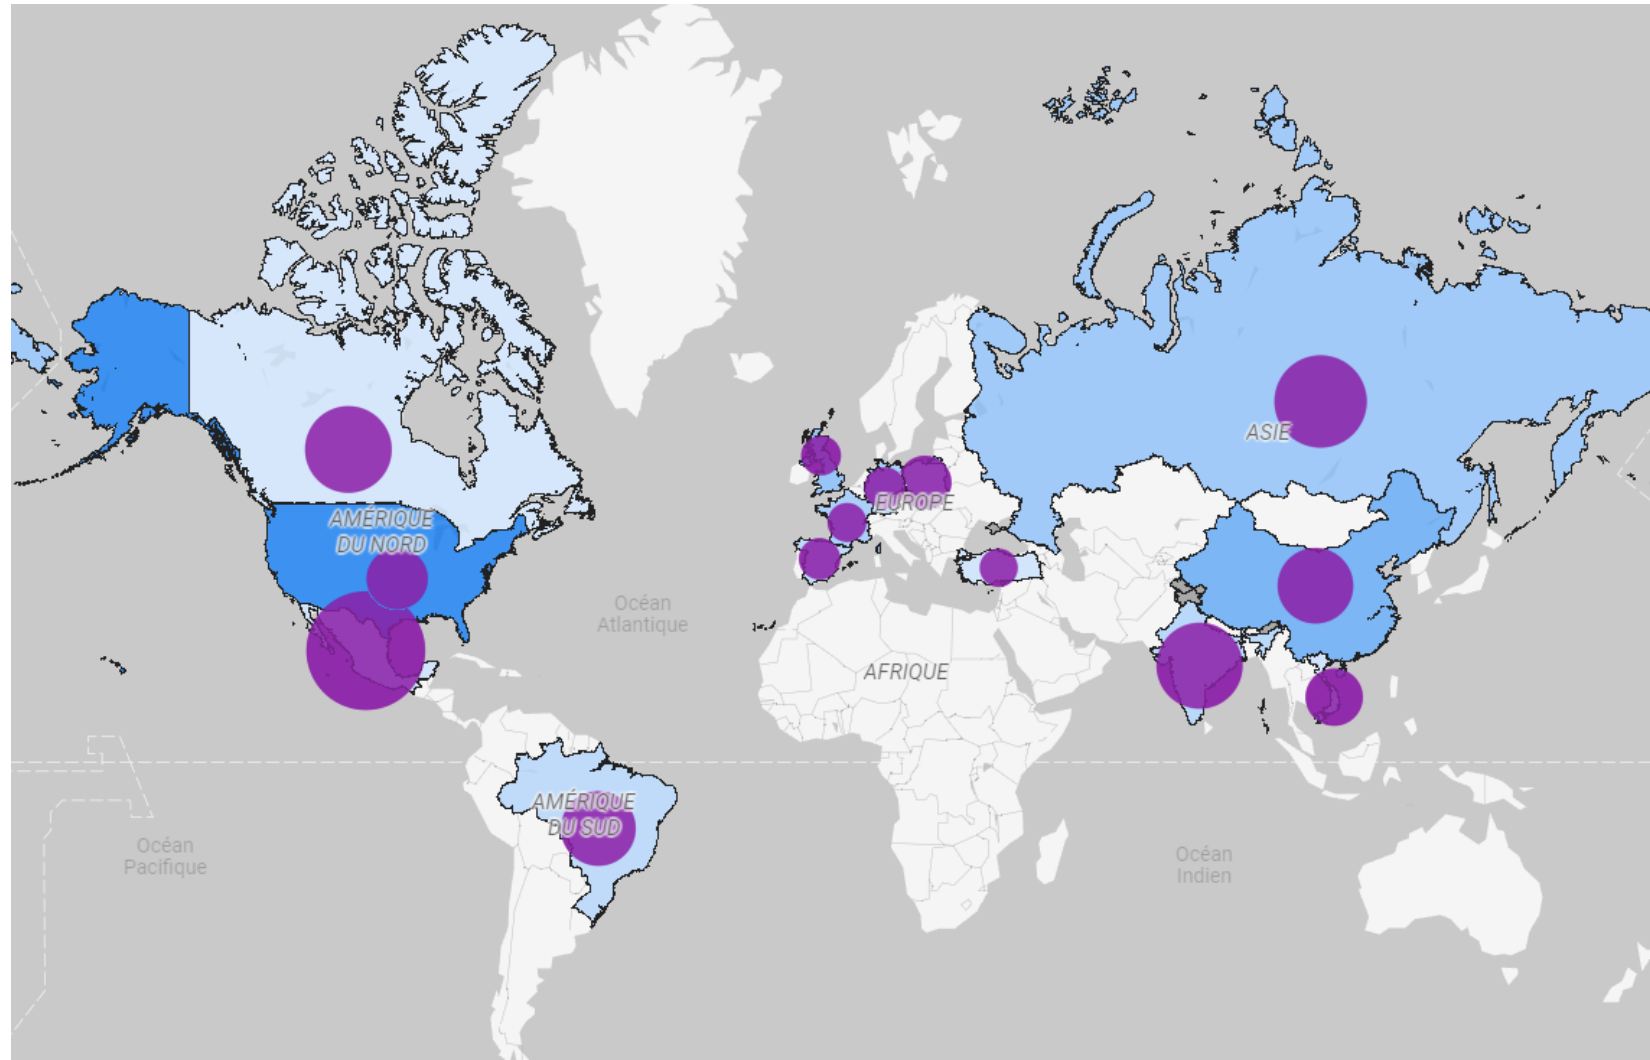 ASIE
EUROPE
AMÉRIQUE
DU NORD
Océan
Atlantique
AFRIQUE
AMÉRIQUE
DU SUD
Océan
Pacifique
Océan
Indien